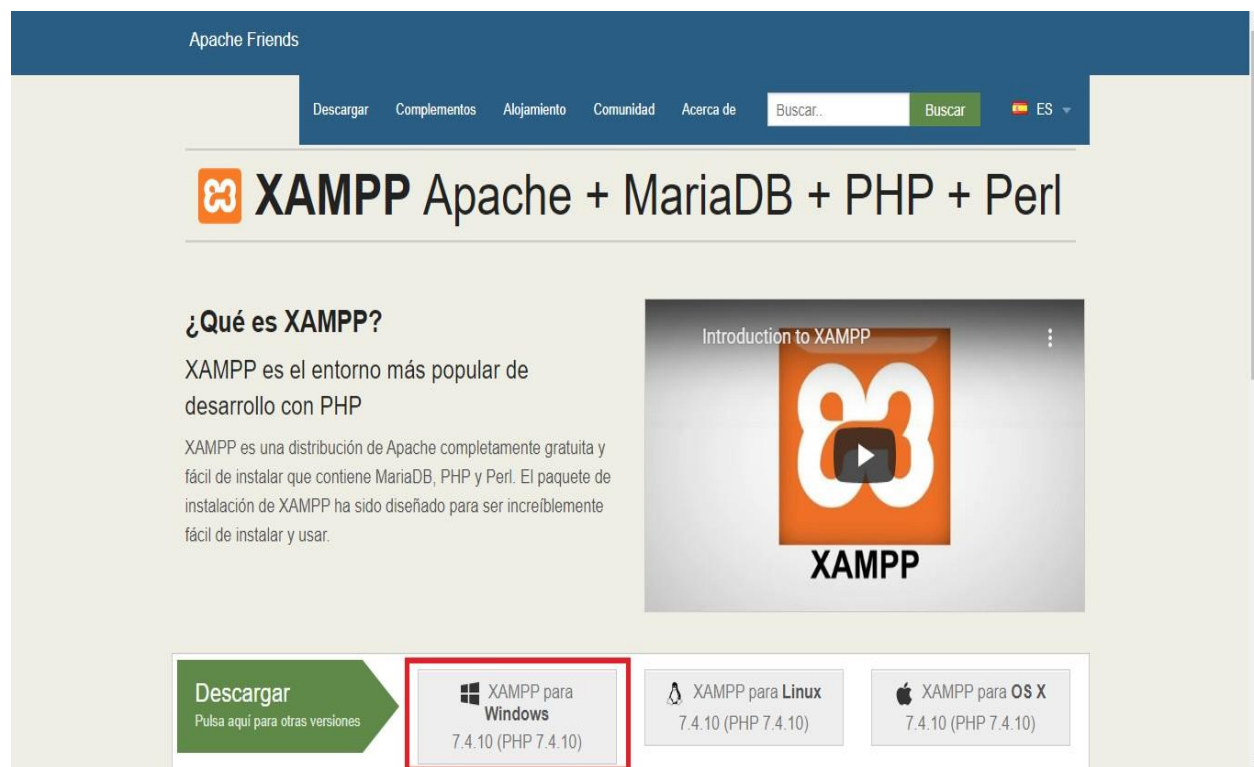 Apache Friends
Descargar Complementos Alojamiento Comunidad Acerca de Buscar.. Buscar ES
XAMPP Apache + MariaDB + PHP + Perl
¿Qué es XAMPP?
XAMPP es el entorno más popular de
desarrollo con PHP
XAMPP es una distribución de Apache completamente gratuita y
fácil de instalar que contiene MariaDB, PHP y Perl. El paquete de
instalación de XAMPP ha sido diseñado para ser increíblemente
fácil de instalar y usar.
Introduction to XAMPP
XAMPP
Descargar
Pulsa aquí para otras versiones
XAMPP para
Windows
7.4.10 (PHP 7.4.10)
XAMPP para Linux
7.4.10 (PHP 7.4.10)
XAMPP para OS X
7.4.10 (PHP 7.4.10)